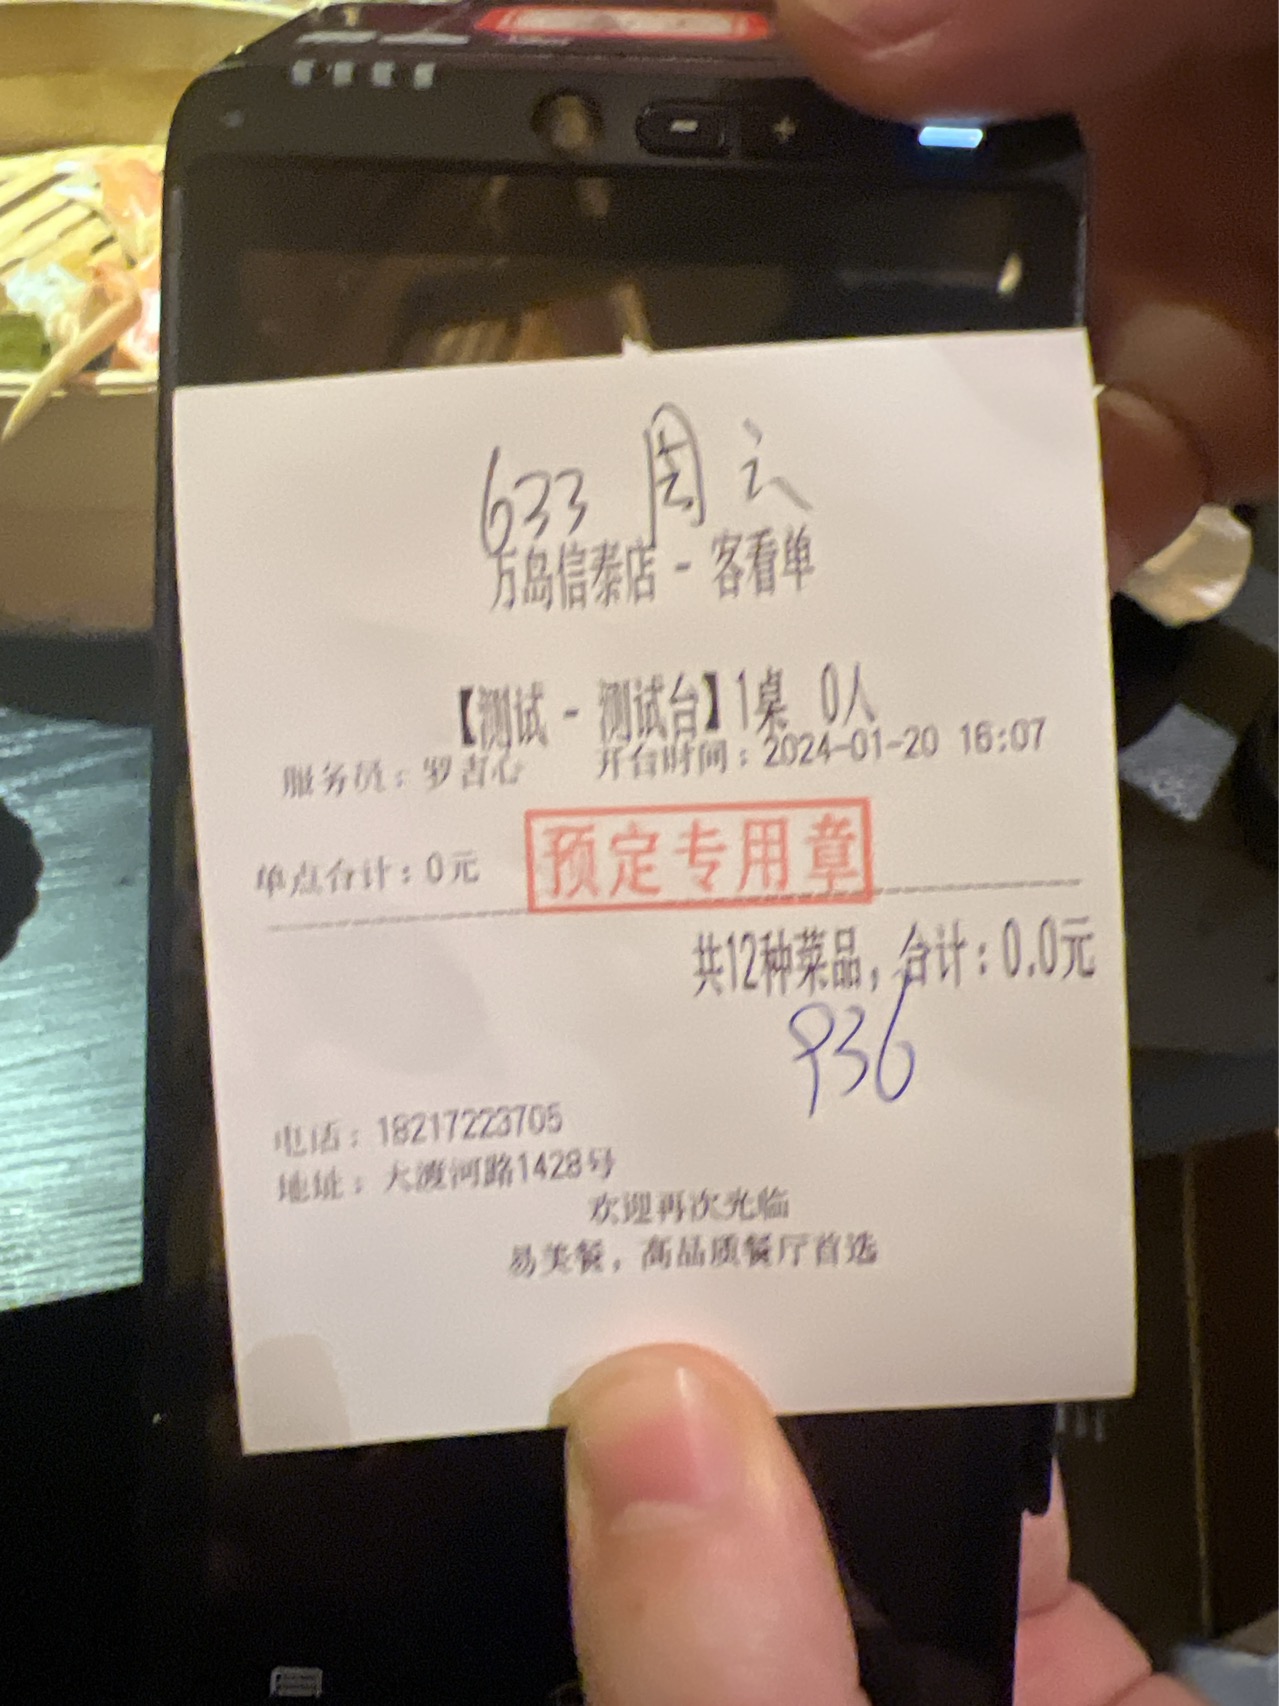 633 周云
万岛信泰店 - 客看单
【测试 - 测试台】1桌 0人
服务员：罗吉心 开台时间：2024-01-20 16:07
预定专用章
单点合计：0元
共12种菜品，合计：0.0元
936
电话：18217223705
地址：大渡河路1428号
欢迎再次光临
易美餐，高品质餐厅首选